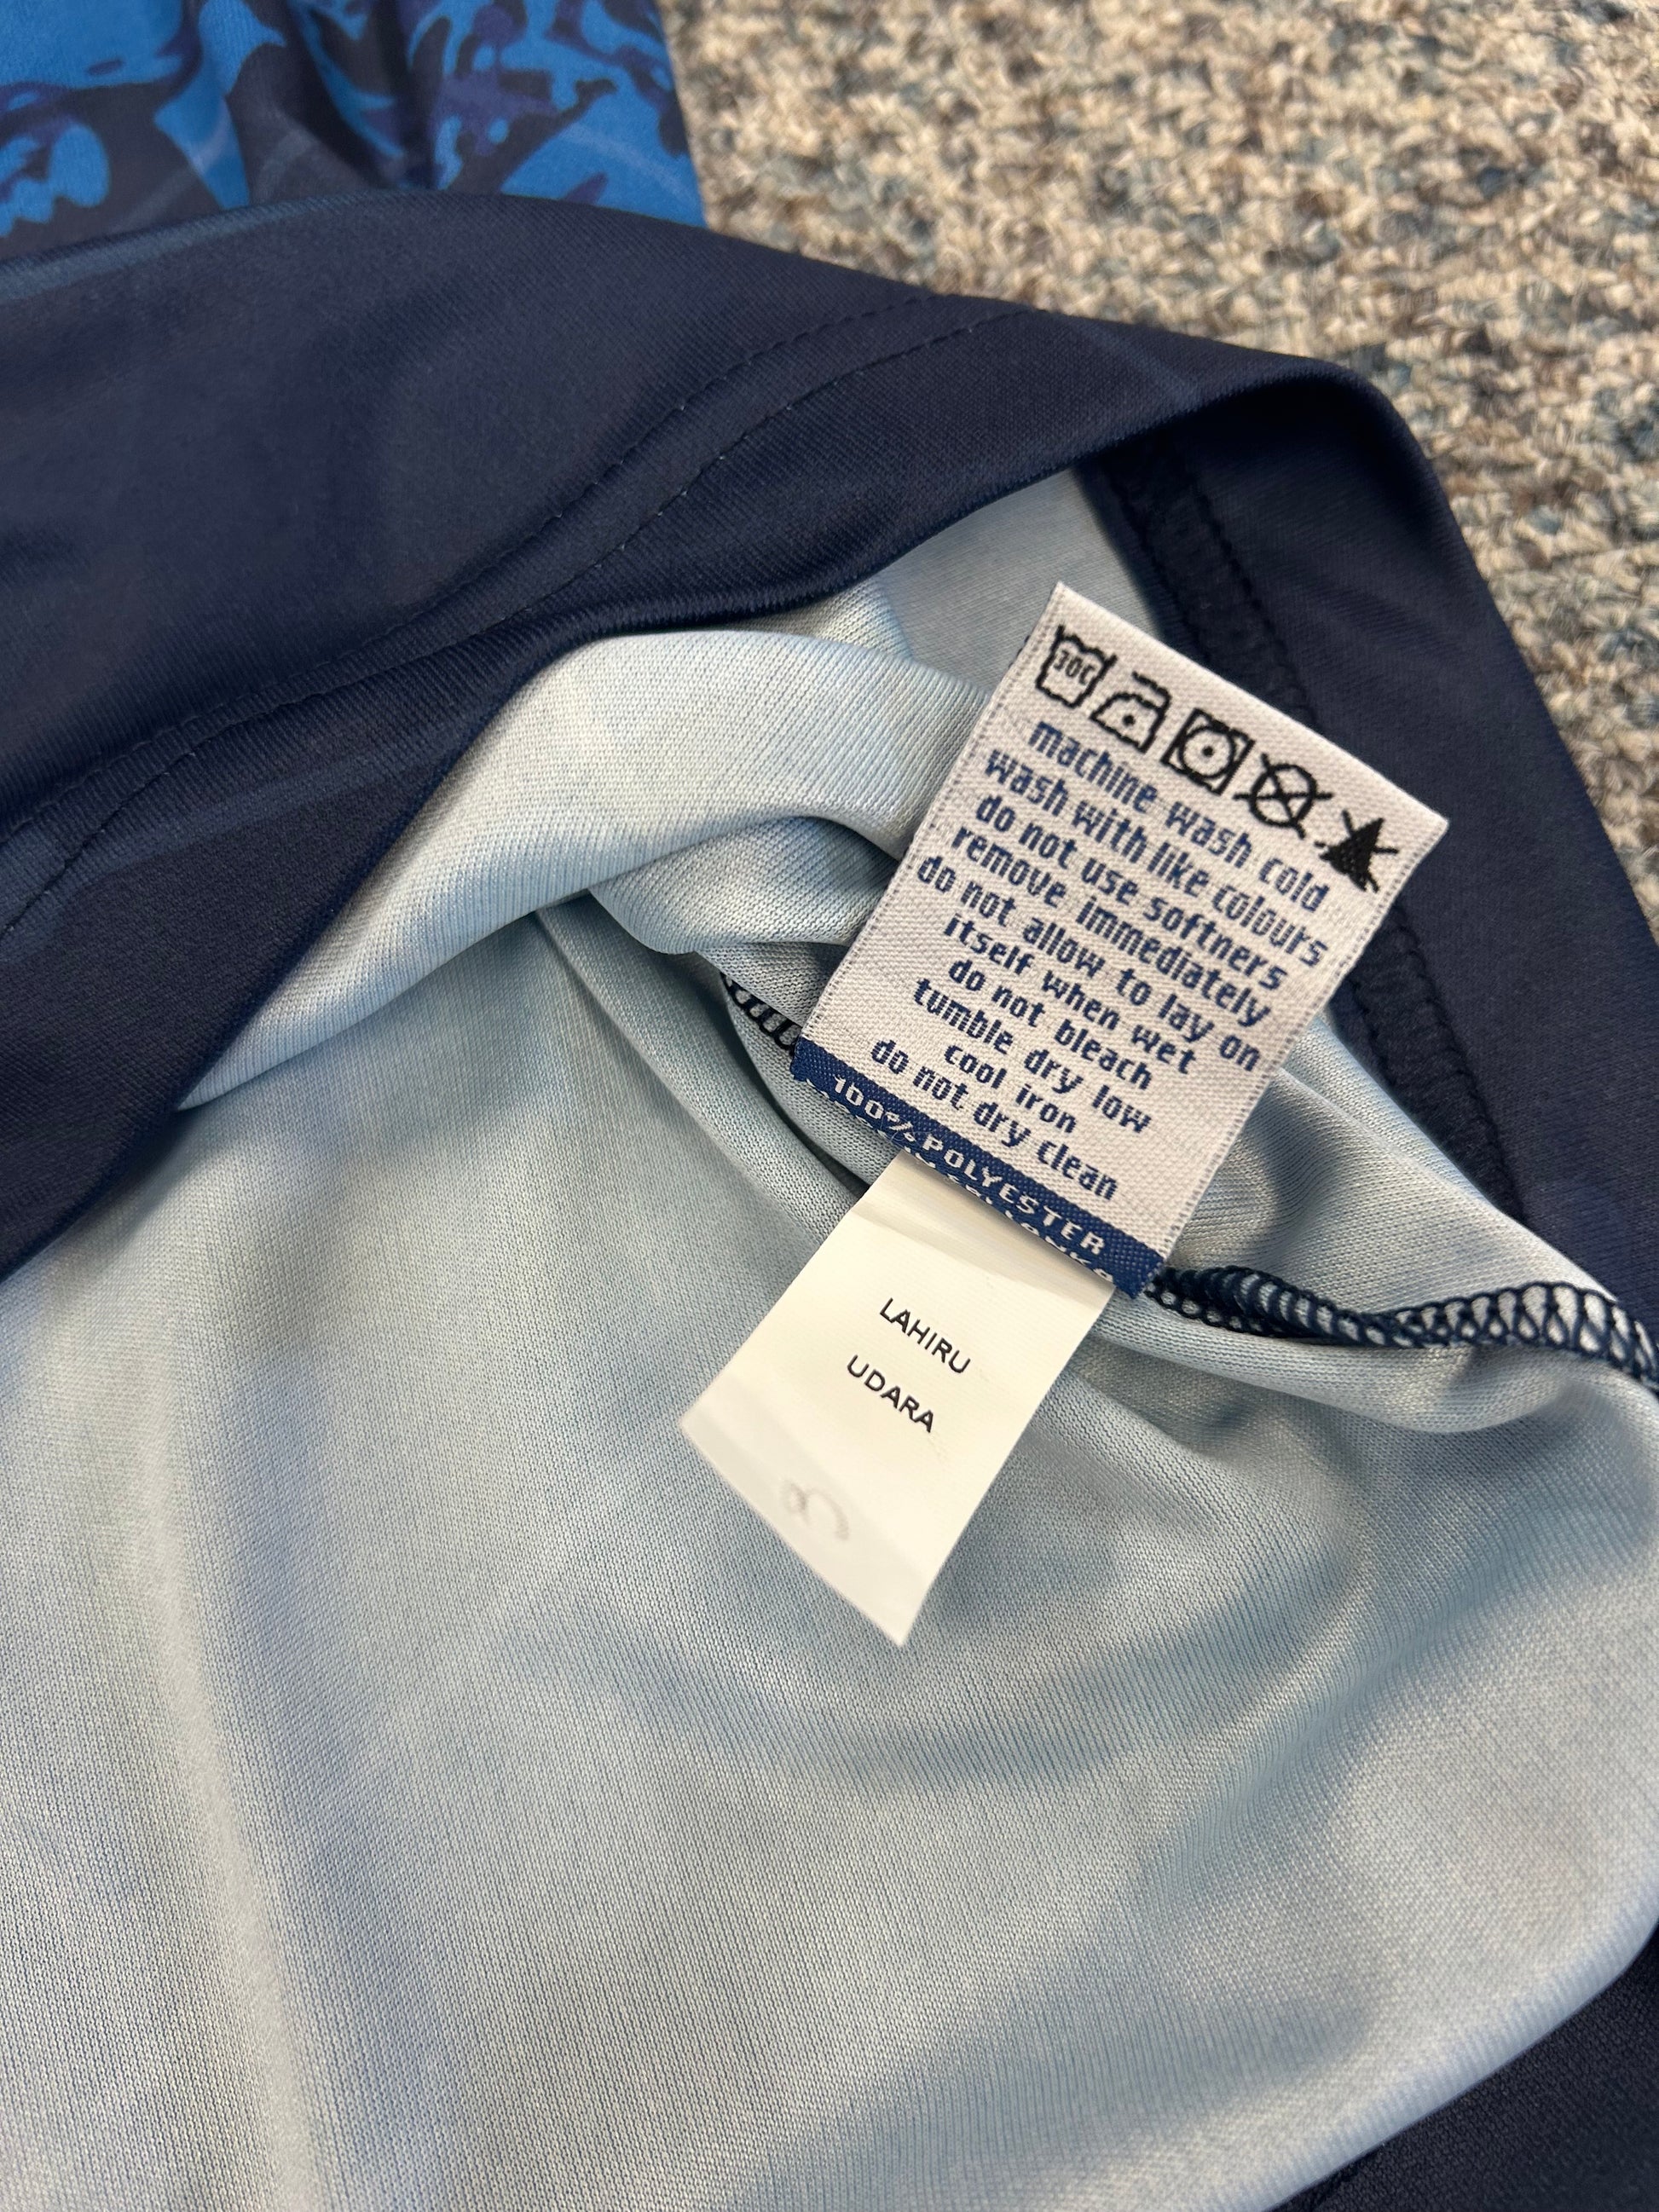 30C
machine wash cold
wash with like colours
do not use softners
remove immediately
do not allow to lay on
itself when wet
do not bleach
tumble dry low
cool iron
do not dry clean
100% POLYESTER
LAHIRU
UDARA